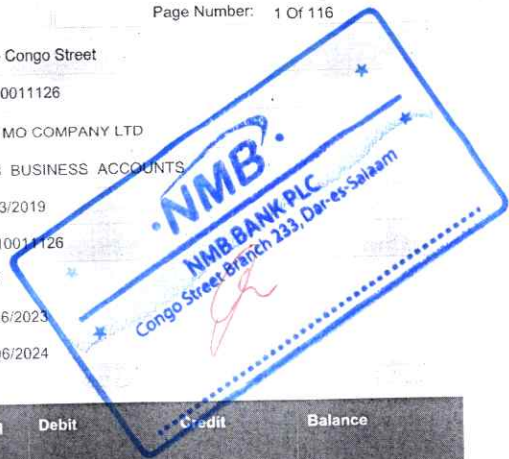 Page Number: 1 Of 116
Congo Street
0011126
MO COMPANY LTD
BUSINESS ACCOUNTS
3/2019
10011126
6/2023
06/2024
NMB
NMB BANK PLC
Congo Street Branch 233, Dar-es-Salaam
Debit Credit Balance